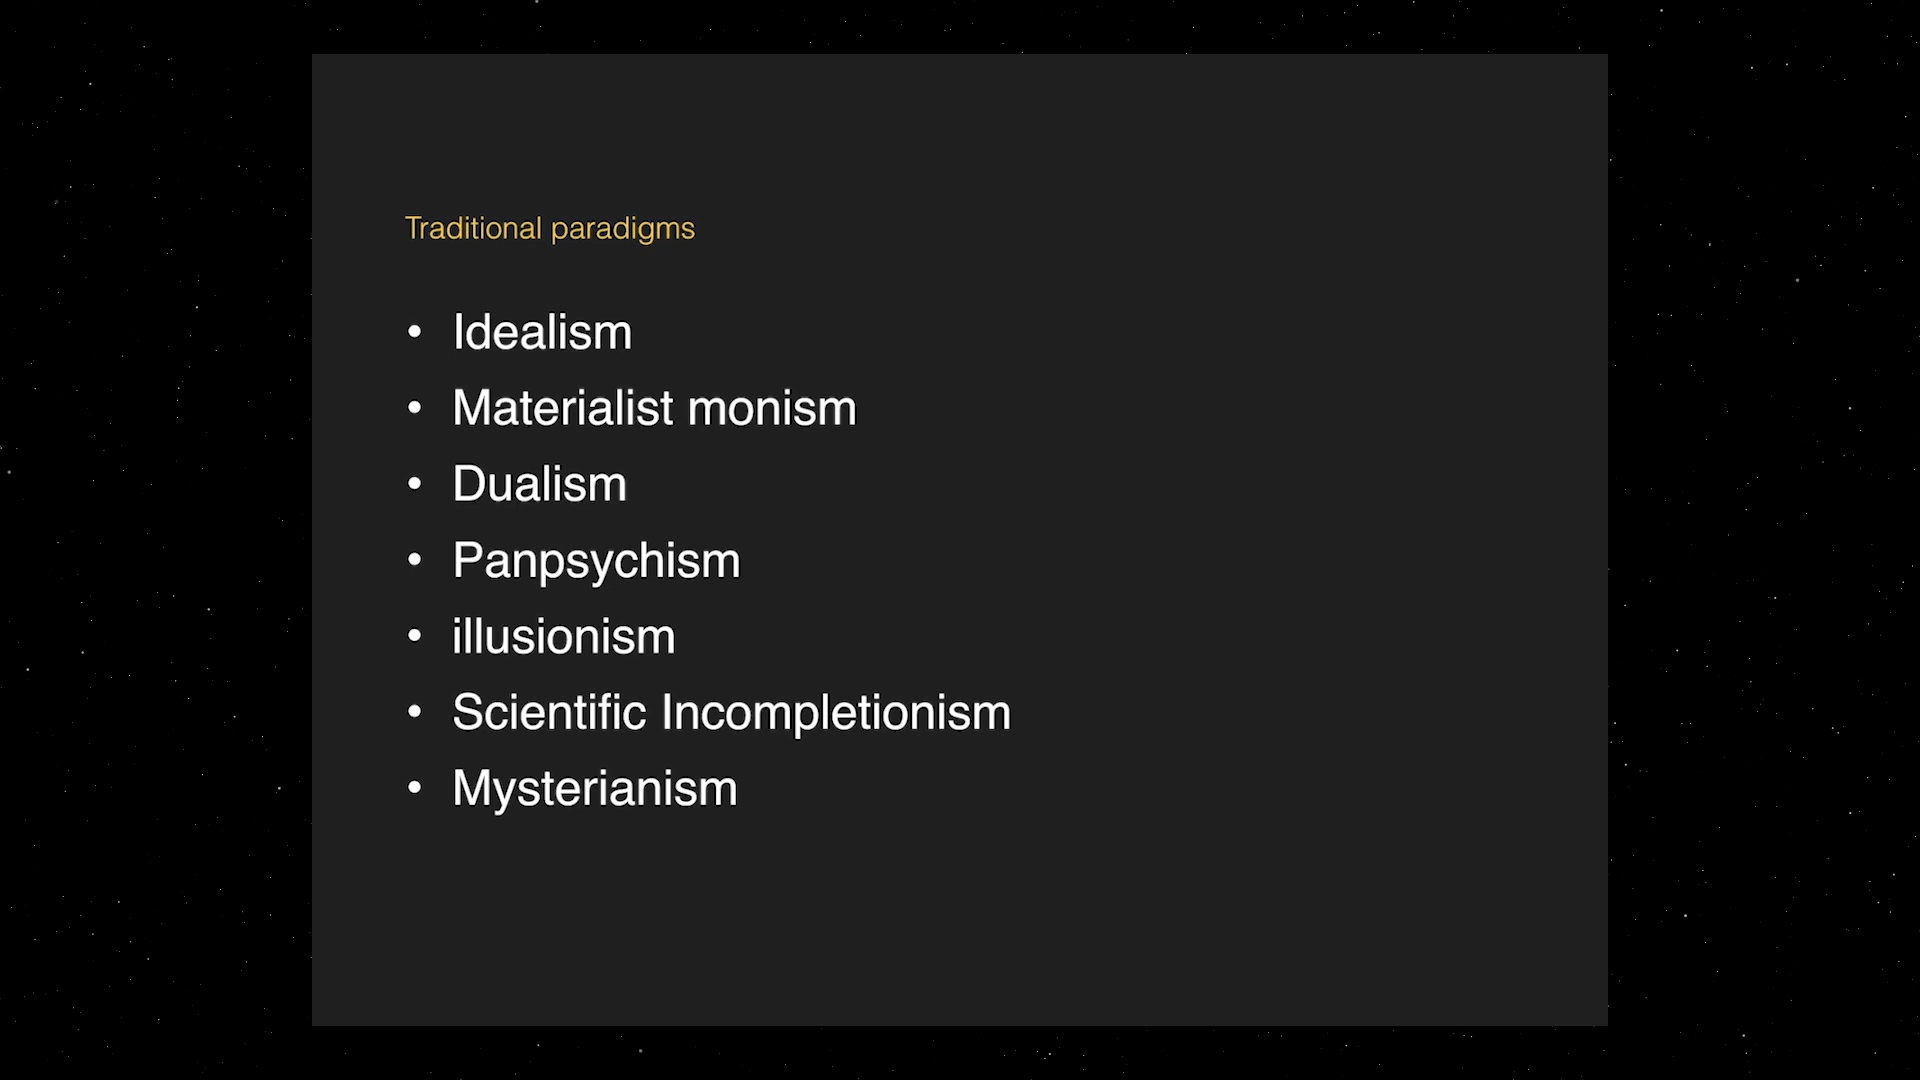 Traditional paradigms
• Idealism
• Materialist monism
• Dualism
• Panpsychism
• illusionism
• Scientific Incompletionism
• Mysterianism